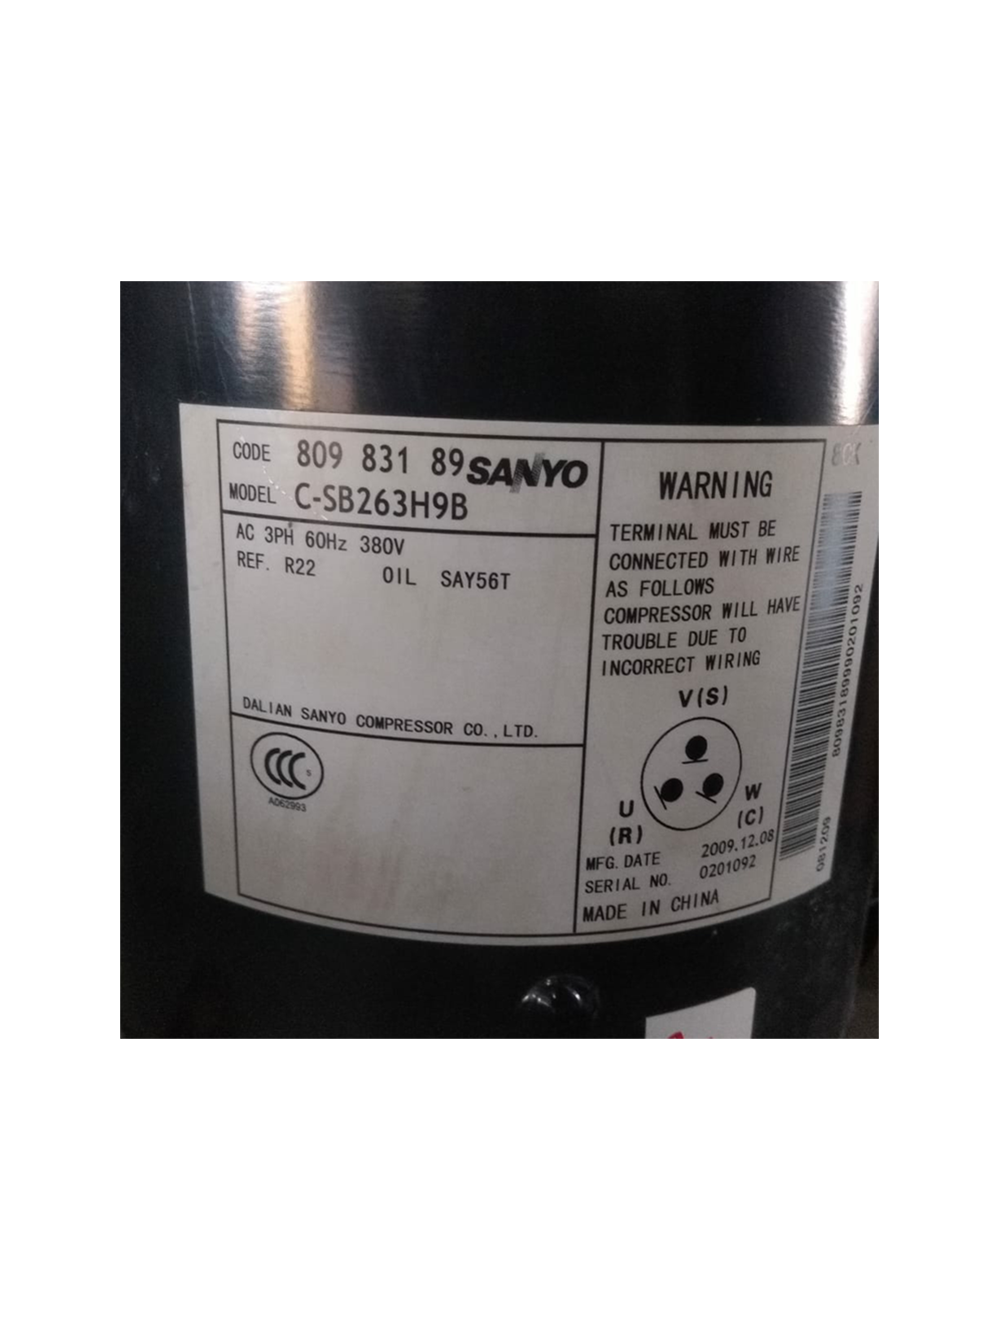 CODE 809 831 89 SANYO
MODEL C-SB263H9B
AC 3PH 60Hz 380V
REF. R22 OIL SAY56T
DALIAN SANYO COMPRESSOR CO.,LTD.
CCC S
A062993
WARNING
TERMINAL MUST BE
CONNECTED WITH WIRE
AS FOLLOWS
COMPRESSOR WILL HAVE
TROUBLE DUE TO
INCORRECT WIRING
V(S)
U
(R)
W
(C)
MFG. DATE 2009.12.08
SERIAL NO. 0201092
MADE IN CHINA
80983189990201092
081209